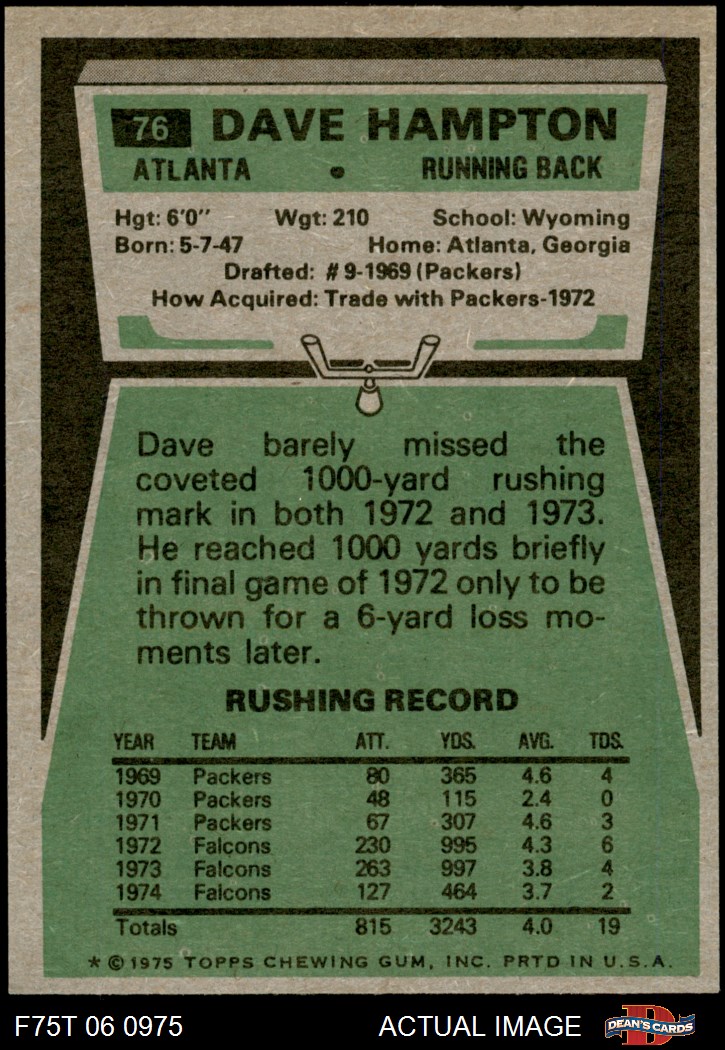 76 DAVE HAMPTON
ATLANTA • RUNNING BACK
Hgt: 6'0" Wgt: 210 School: Wyoming
Born: 5-7-47 Home: Atlanta, Georgia
Drafted: #9-1969 (Packers)
How Acquired: Trade with Packers-1972
Dave barely missed the
coveted 1000-yard rushing
mark in both 1972 and 1973.
He reached 1000 yards briefly
in final game of 1972 only to be
thrown for a 6-yard loss mo-
ments later.
RUSHING RECORD
YEAR TEAM ATT. YDS. AVG. TDS.
1969 Packers 80 365 4.6 4
1970 Packers 48 115 2.4 0
1971 Packers 67 307 4.6 3
1972 Falcons 230 995 4.3 6
1973 Falcons 263 997 3.8 4
1974 Falcons 127 464 3.7 2
Totals 815 3243 4.0 19
* © 1975 TOPPS CHEWING GUM, INC. PRTD IN U.S.A.
F75T 06 0975 ACTUAL IMAGE D DEAN'S CARDS